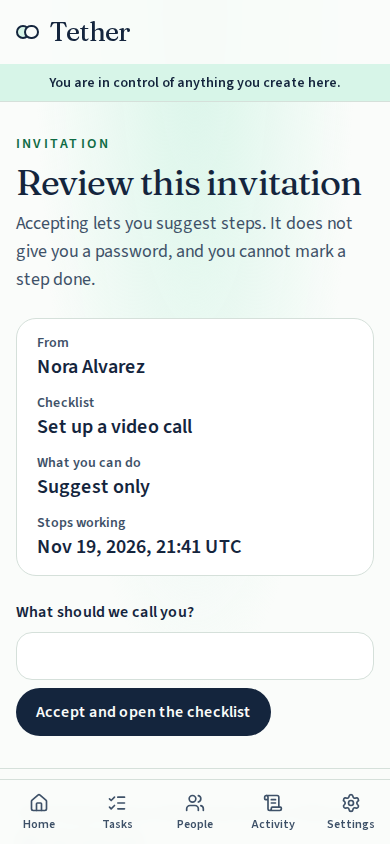 Tether
You are in control of anything you create here.
INVITATION
Review this invitation
Accepting lets you suggest steps. It does not
give you a password, and you cannot mark a
step done.
From
Nora Alvarez
Checklist
Set up a video call
What you can do
Suggest only
Stops working
Nov 19, 2026, 21:41 UTC
What should we call you?
Accept and open the checklist
Home
Tasks
People
Activity
Settings